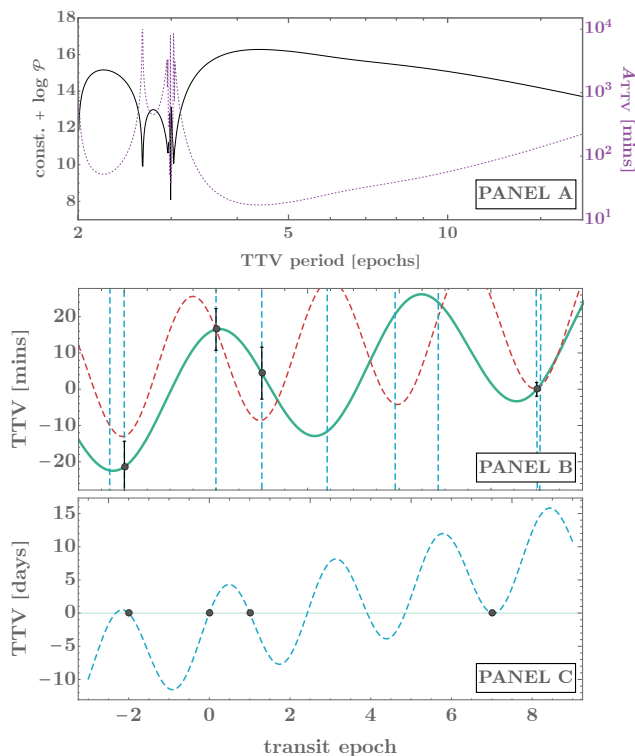 18
16
14
12
10
8
const. + log 𝒫
10⁴
10³
10²
10¹
A_TTV [mins]
PANEL A
2 5 10
TTV period [epochs]
20
10
0
−10
−20
TTV [mins]
PANEL B
15
10
5
0
−5
−10
TTV [days]
PANEL C
−2 0 2 4 6 8
transit epoch